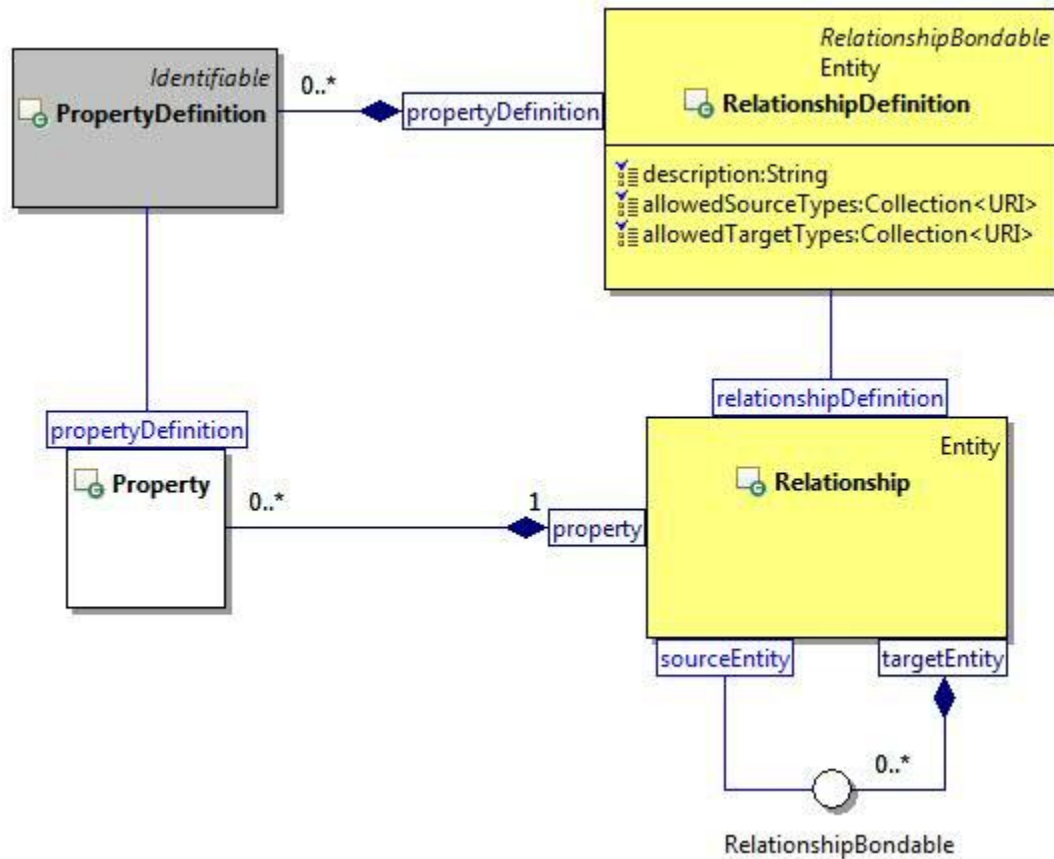 RelationshipBondable
Entity
RelationshipDefinition
Identifiable
PropertyDefinition
0..*
propertyDefinition
description:String
allowedSourceTypes:Collection<URI>
allowedTargetTypes:Collection<URI>
relationshipDefinition
propertyDefinition
Entity
Relationship
Property
0..*
1
property
sourceEntity
targetEntity
0..*
RelationshipBondable